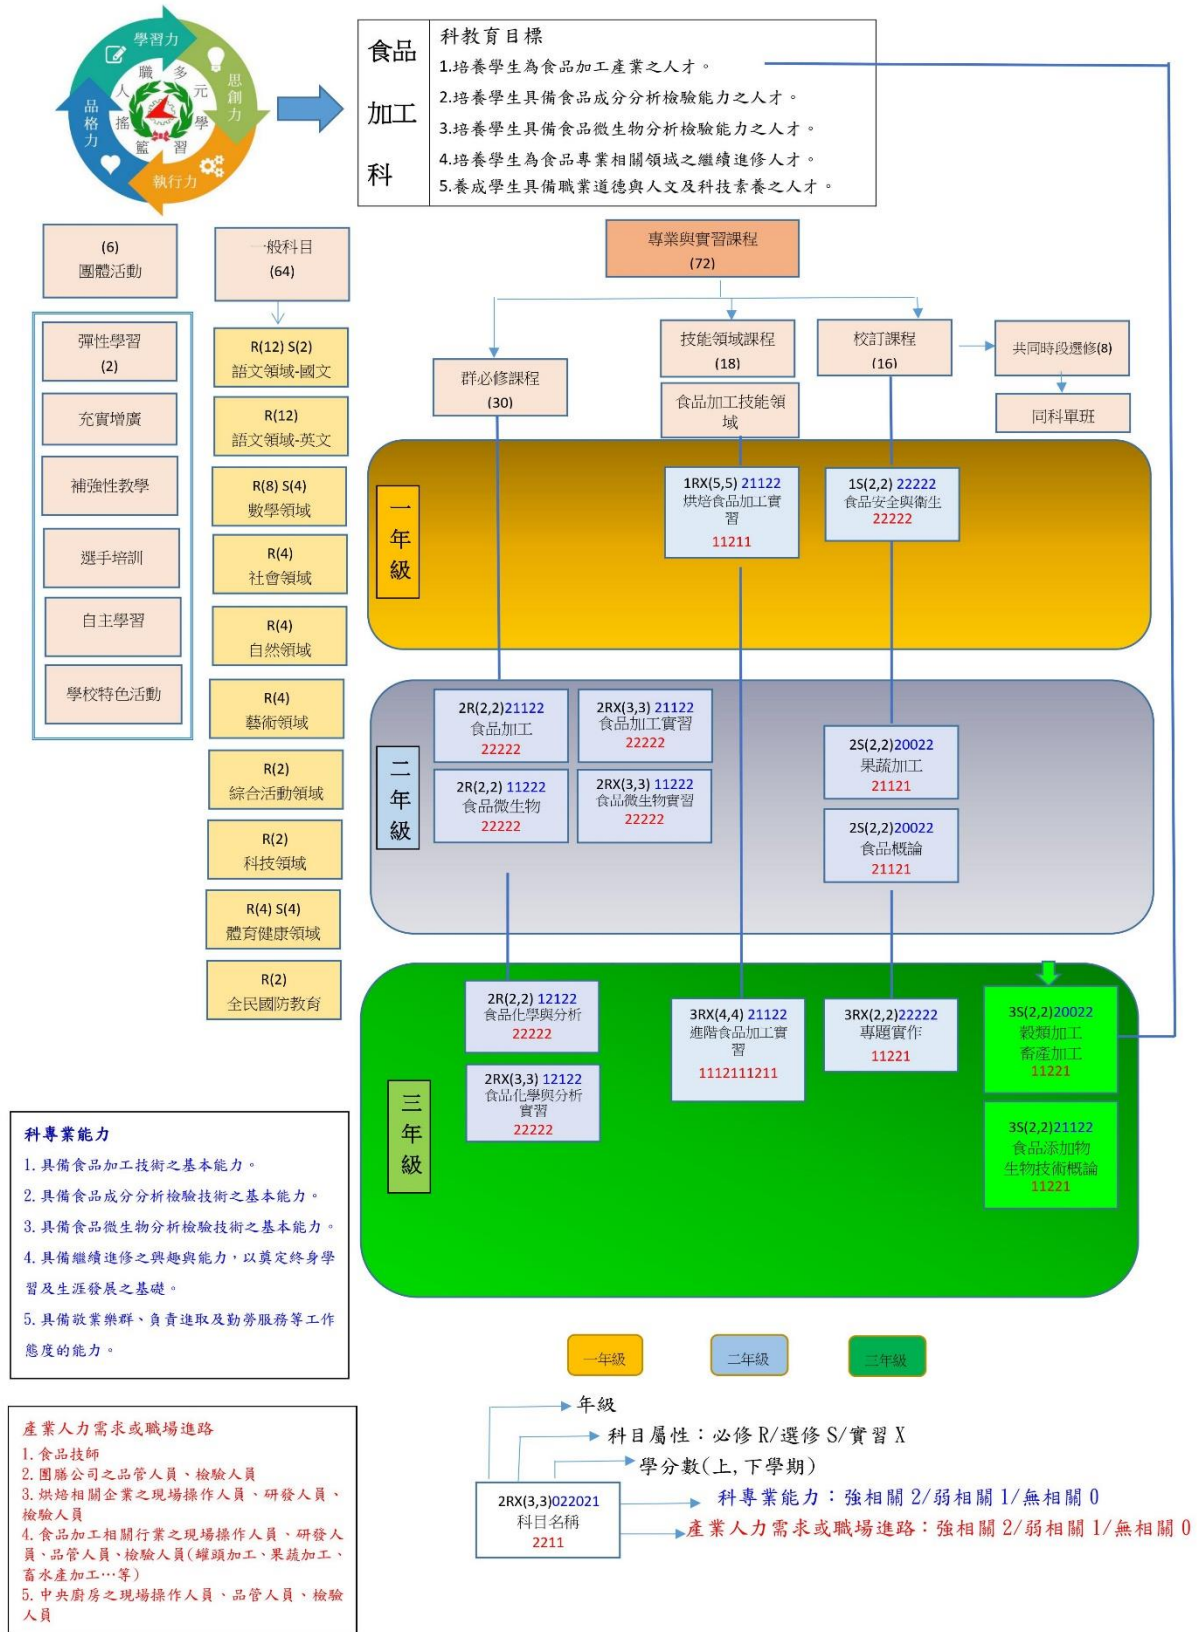 學習力
思創力
執行力
品格力
多元學習
職人搖籃
食品
加工
科
科教育目標
1.培養學生為食品加工產業之人才。
2.培養學生具備食品成分分析檢驗能力之人才。
3.培養學生具備食品微生物分析檢驗能力之人才。
4.培養學生為食品專業相關領域之繼續進修人才。
5.養成學生具備職業道德與人文及科技素養之人才。
(6)
團體活動
彈性學習
(2)
充實增廣
補強性教學
選手培訓
自主學習
學校特色活動
一般科目
(64)
R(12) S(2)
語文領域-國文
R(12)
語文領域-英文
R(8) S(4)
數學領域
R(4)
社會領域
R(4)
自然領域
R(4)
藝術領域
R(2)
綜合活動領域
R(2)
科技領域
R(4) S(4)
體育健康領域
R(2)
全民國防教育
專業與實習課程
(72)
群必修課程
(30)
技能領域課程
(18)
食品加工技能領
域
校訂課程
(16)
共同時段選修(8)
同科單班
一年級
1RX(5,5) 21122
烘焙食品加工實
習
11211
1S(2,2) 22222
食品安全與衛生
22222
二年級
2R(2,2)21122
食品加工
22222
2RX(3,3) 21122
食品加工實習
22222
2R(2,2) 11222
食品微生物
22222
2RX(3,3) 11222
食品微生物實習
22222
2S(2,2)20022
果蔬加工
21121
2S(2,2)20022
食品概論
21121
三年級
2R(2,2) 12122
食品化學與分析
22222
2RX(3,3) 12122
食品化學與分析
實習
22222
3RX(4,4) 21122
進階食品加工實
習
1112111211
3RX(2,2)22222
專題實作
11221
3S(2,2)20022
穀類加工
畜產加工
11221
3S(2,2)21122
食品添加物
生物技術概論
11221
科專業能力
1.具備食品加工技術之基本能力。
2.具備食品成分分析檢驗技術之基本能力。
3.具備食品微生物分析檢驗技術之基本能力。
4.具備繼續進修之興趣與能力，以奠定終身學
習及生涯發展之基礎。
5.具備敬業樂群、負責進取及勤勞服務等工作
態度的能力。
產業人力需求或職場進路
1.食品技師
2.團膳公司之品管人員、檢驗人員
3.烘焙相關企業之現場操作人員、研發人員、
檢驗人員
4.食品加工相關行業之現場操作人員、研發人
員、品管人員、檢驗人員(罐頭加工、果蔬加工、
畜水產加工…等)
5.中央廚房之現場操作人員、品管人員、檢驗
人員
一年級
二年級
三年級
年級
科目屬性：必修 R/選修 S/實習 X
學分數(上,下學期)
2RX(3,3)022021
科目名稱
2211
科專業能力：強相關 2/弱相關 1/無相關 0
產業人力需求或職場進路：強相關 2/弱相關 1/無相關 0